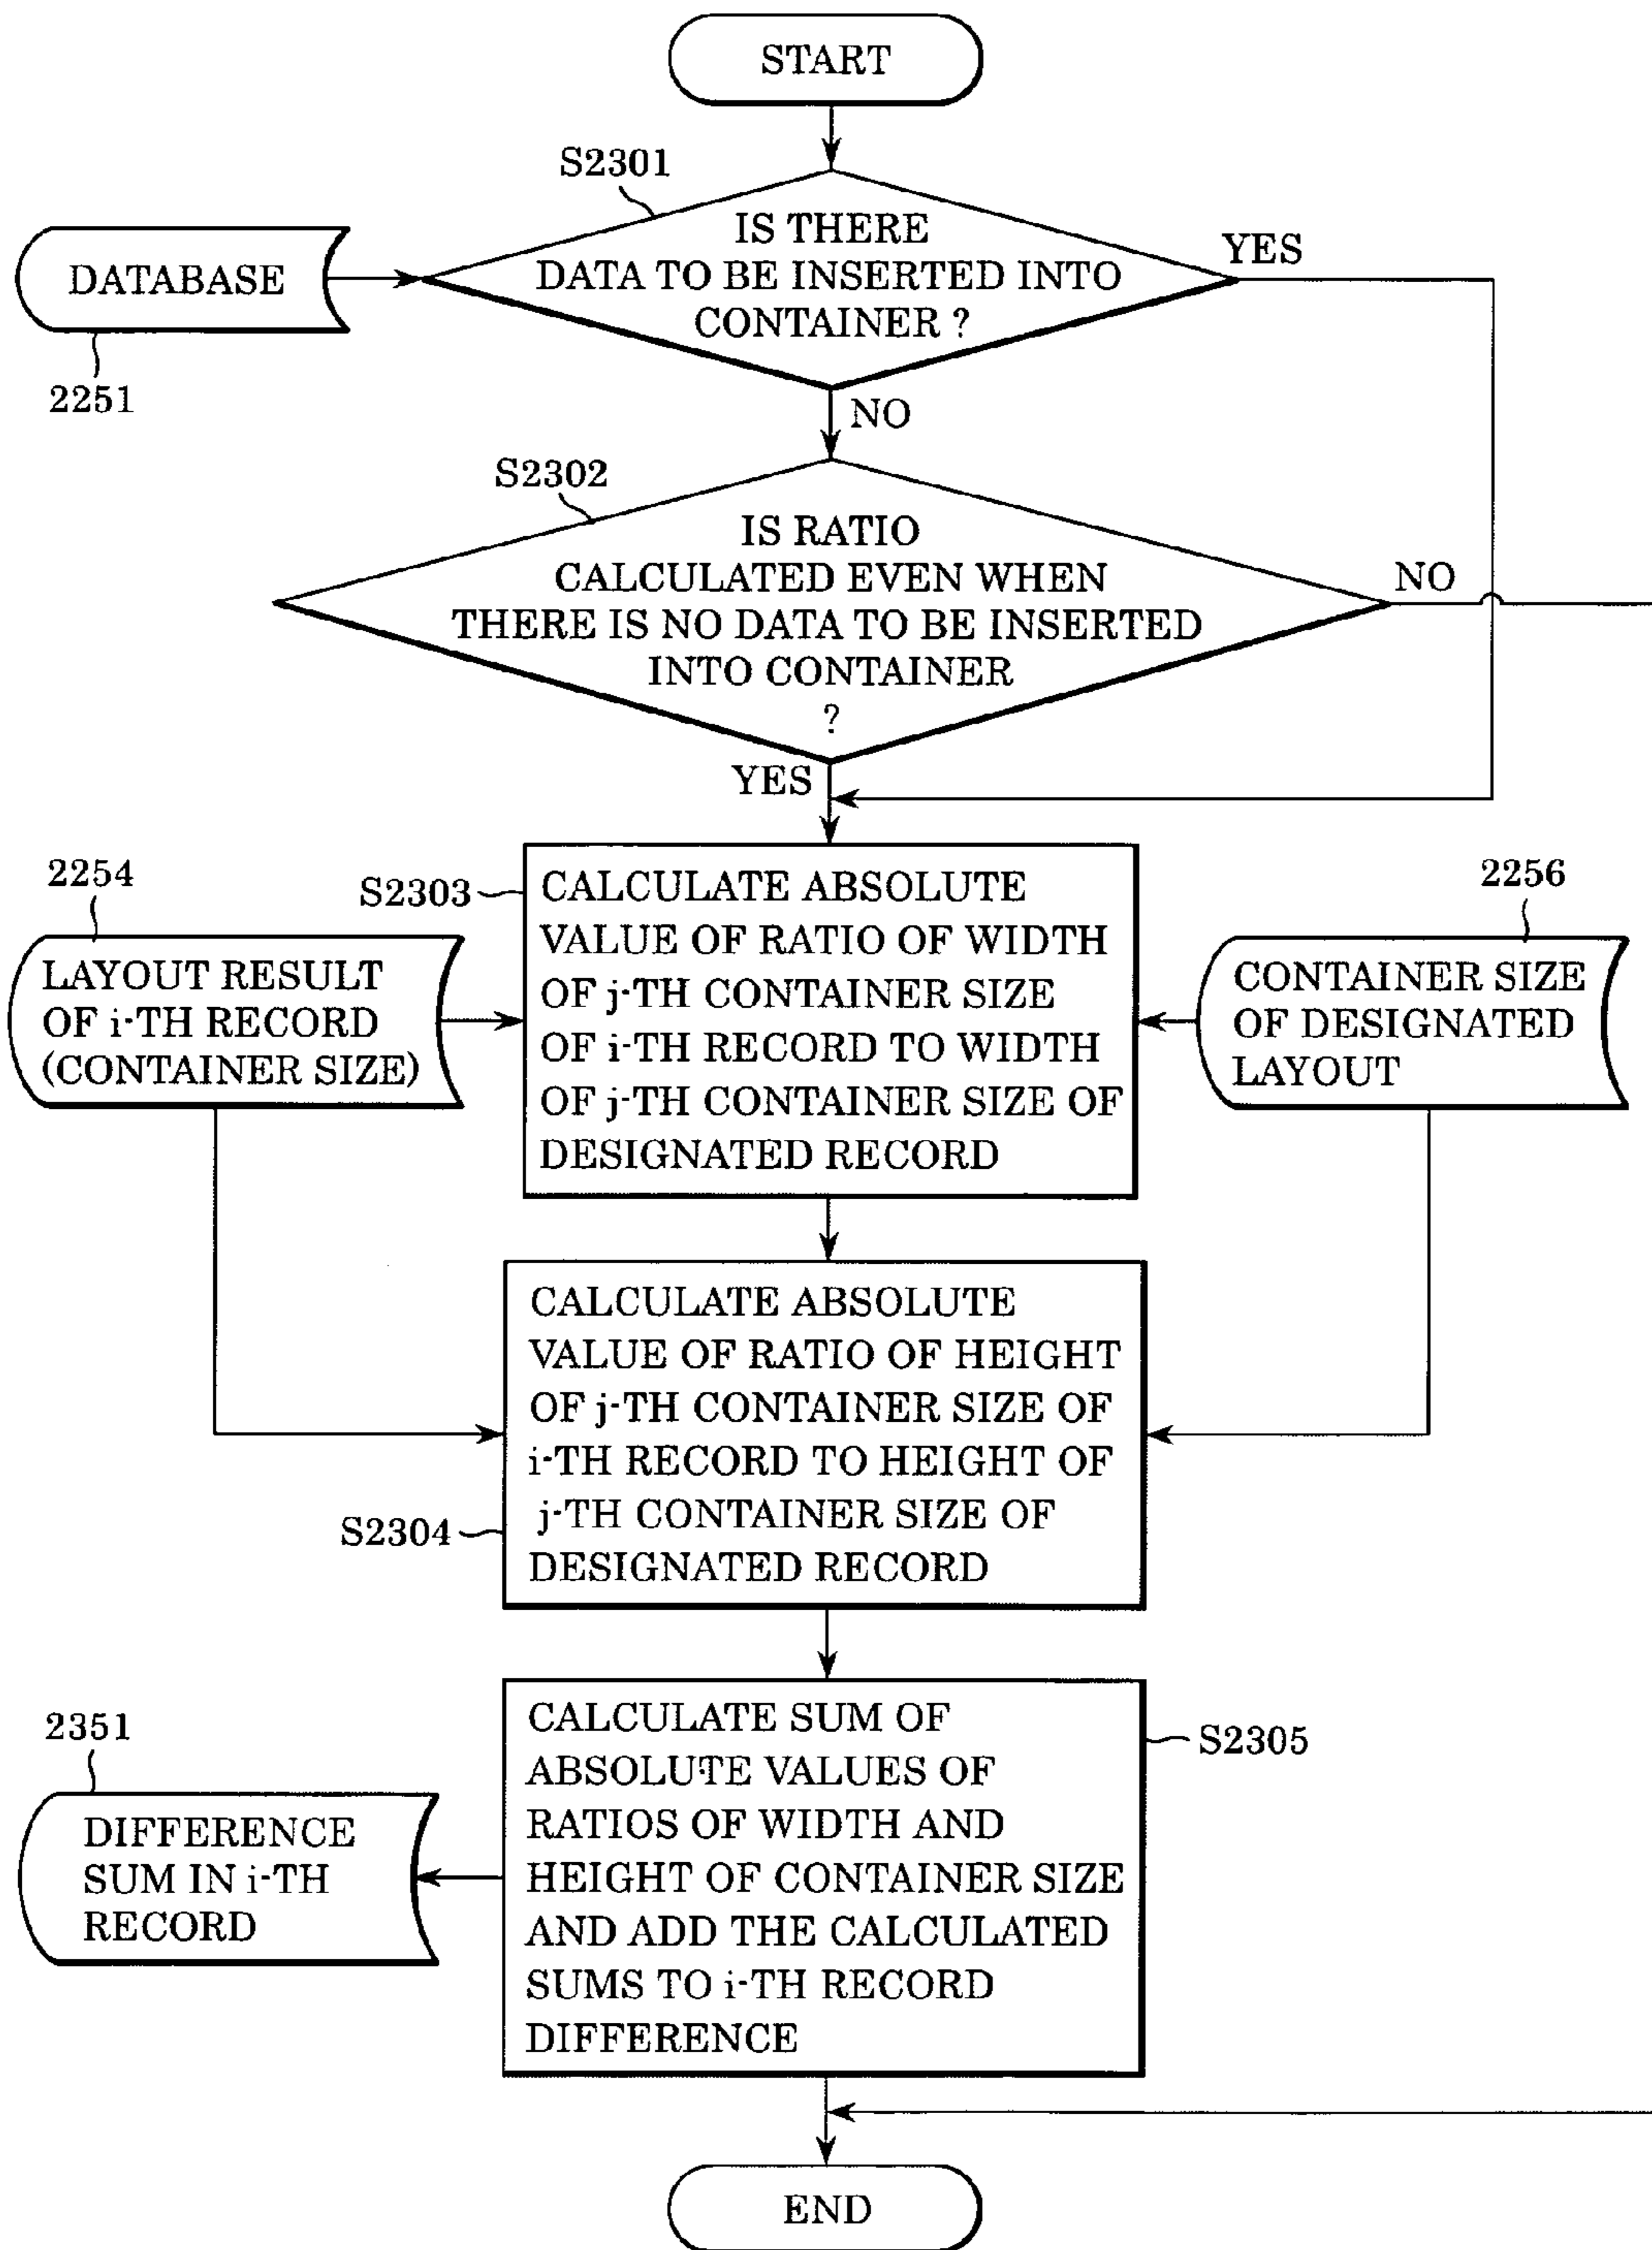 START
S2301
IS THERE
DATA TO BE INSERTED INTO
CONTAINER ?
YES
DATABASE
2251
NO
S2302
IS RATIO
CALCULATED EVEN WHEN
THERE IS NO DATA TO BE INSERTED
INTO CONTAINER
?
NO
YES
2254
LAYOUT RESULT
OF i-TH RECORD
(CONTAINER SIZE)
S2303
CALCULATE ABSOLUTE
VALUE OF RATIO OF WIDTH
OF j-TH CONTAINER SIZE
OF i-TH RECORD TO WIDTH
OF j-TH CONTAINER SIZE OF
DESIGNATED RECORD
2256
CONTAINER SIZE
OF DESIGNATED
LAYOUT
CALCULATE ABSOLUTE
VALUE OF RATIO OF HEIGHT
OF j-TH CONTAINER SIZE OF
i-TH RECORD TO HEIGHT OF
j-TH CONTAINER SIZE OF
DESIGNATED RECORD
S2304
CALCULATE SUM OF
ABSOLUTE VALUES OF
RATIOS OF WIDTH AND
HEIGHT OF CONTAINER SIZE
AND ADD THE CALCULATED
SUMS TO i-TH RECORD
DIFFERENCE
S2305
2351
DIFFERENCE
SUM IN i-TH
RECORD
END